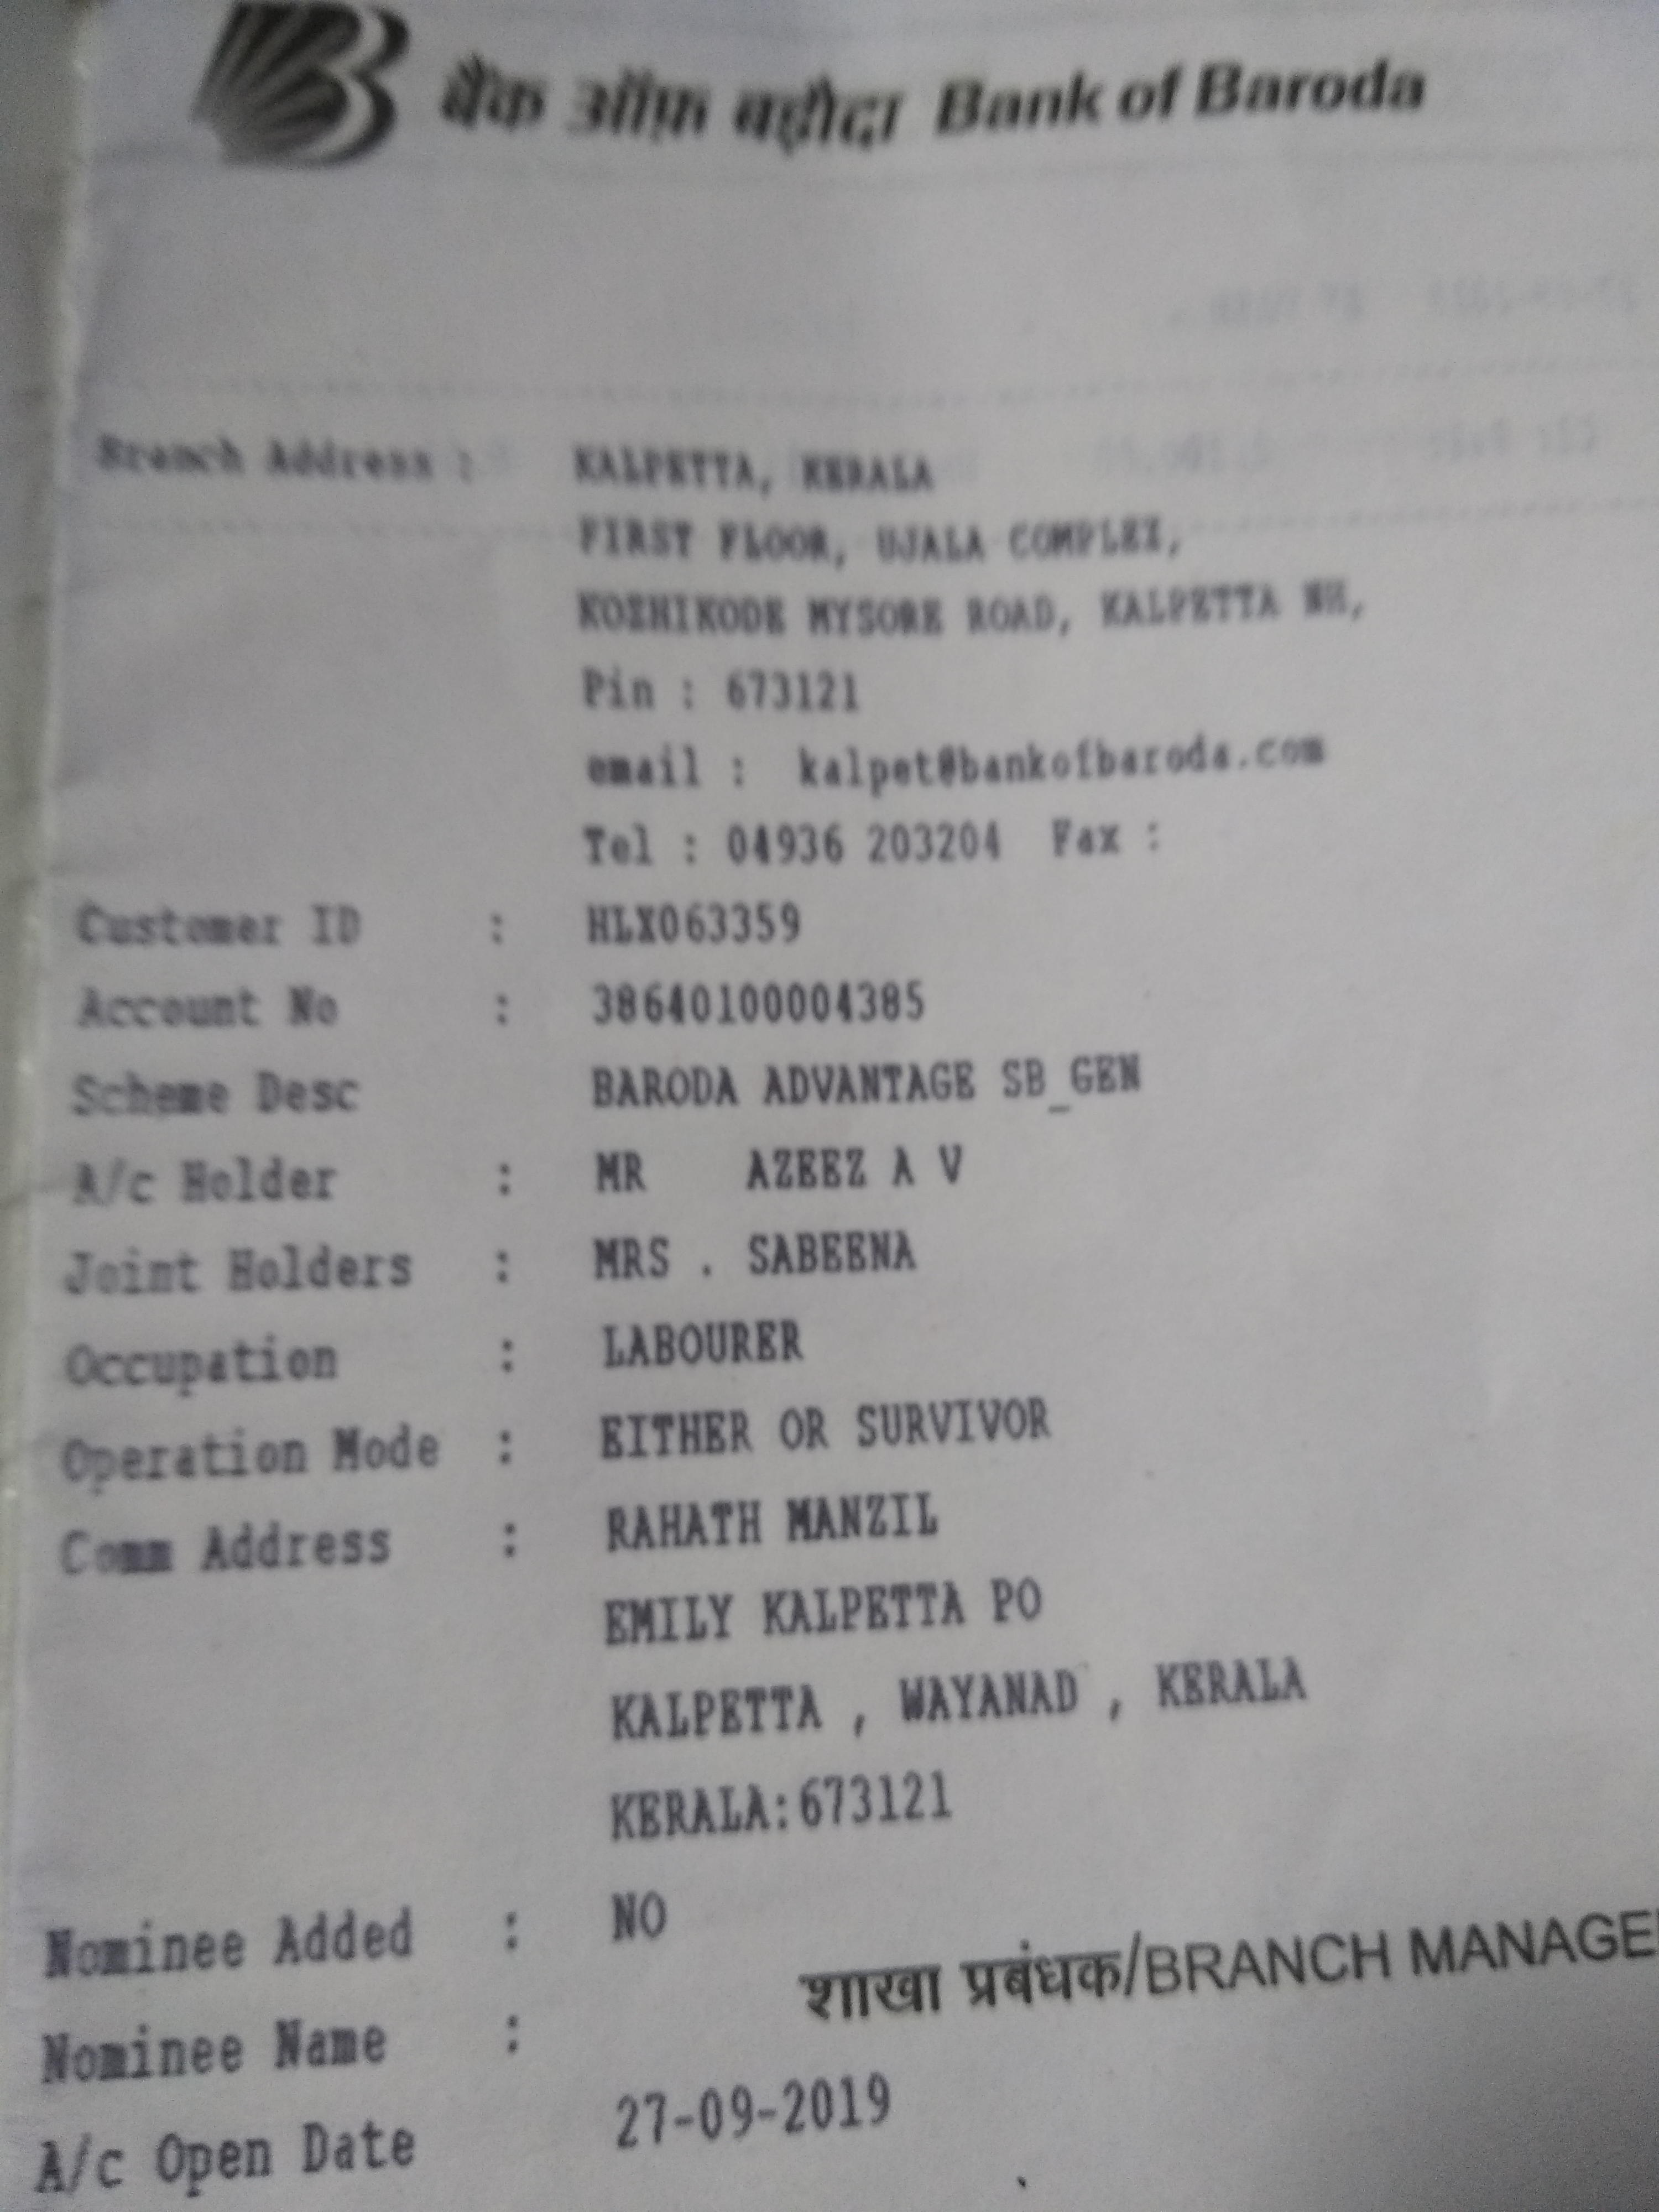 बैंक ऑफ़ बड़ौदा Bank of Baroda
Branch Address : KALPETTA, KERALA
FIRST FLOOR, UJALA COMPLEX,
KOZHIKODE MYSORE ROAD, KALPETTA NH,
Pin : 673121
email : kalpet@bankofbaroda.com
Tel : 04936 203204 Fax :
Customer ID : HLX063359
Account No : 38640100004385
Scheme Desc BARODA ADVANTAGE SB_GEN
A/c Holder : MR AZEEZ A V
Joint Holders : MRS . SABEENA
Occupation : LABOURER
Operation Mode : EITHER OR SURVIVOR
Comm Address : RAHATH MANZIL
EMILY KALPETTA PO
KALPETTA , WAYANAD , KERALA
KERALA:673121
Nominee Added : NO
शाखा प्रबंधक/BRANCH MANAGE
Nominee Name :
A/c Open Date 27-09-2019